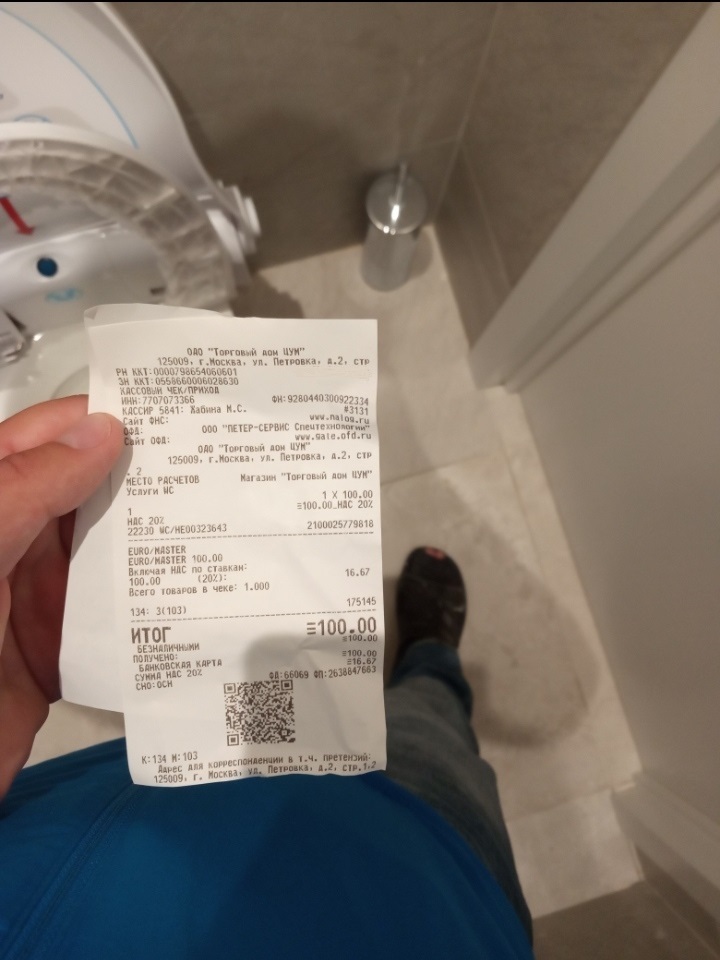 ОАО "Торговый дом ЦУМ"
125009, г.Москва, ул. Петровка, д.2, стр
РН ККТ:0000798654060601
ЗН ККТ:0558660006028630
КАССОВЫЙ ЧЕК/ПРИХОД
ИНН:7707073366 ФН:9280440300922334
КАССИР 5841: Хабина М.С. #3131
Сайт ФНС: www.nalog.ru
ОФД: ООО "ПЕТЕР-СЕРВИС Спецтехнологии"
Сайт ОФД: www.gate.ofd.ru
ОАО "Торговый дом ЦУМ"
125009, г.Москва, ул. Петровка, д.2, стр
. 2
МЕСТО РАСЧЕТОВ Магазин "Торговый дом ЦУМ"
Услуги WC
1 X 100.00
1 ≡100.00_НДС 20%
НДС 20%
22230 WC/НЕ00323643 2100025779818
EURO/MASTER
EURO/MASTER 100.00
Включая НДС по ставкам:
100.00 (20%): 16.67
Всего товаров в чеке: 1.000
134: 3(103) 175145
ИТОГ ≡100.00
БЕЗНАЛИЧНЫМИ ≡100.00
ПОЛУЧЕНО:
БАНКОВСКАЯ КАРТА ≡100.00
СУММА НДС 20% ≡16.67
СНО:ОСН ФД:66069 ФП:2638847663
К:134 М:103
Адрес для корреспонденции в т.ч. претензий:
125009, г. Москва, ул. Петровка, д.2, стр.1,2